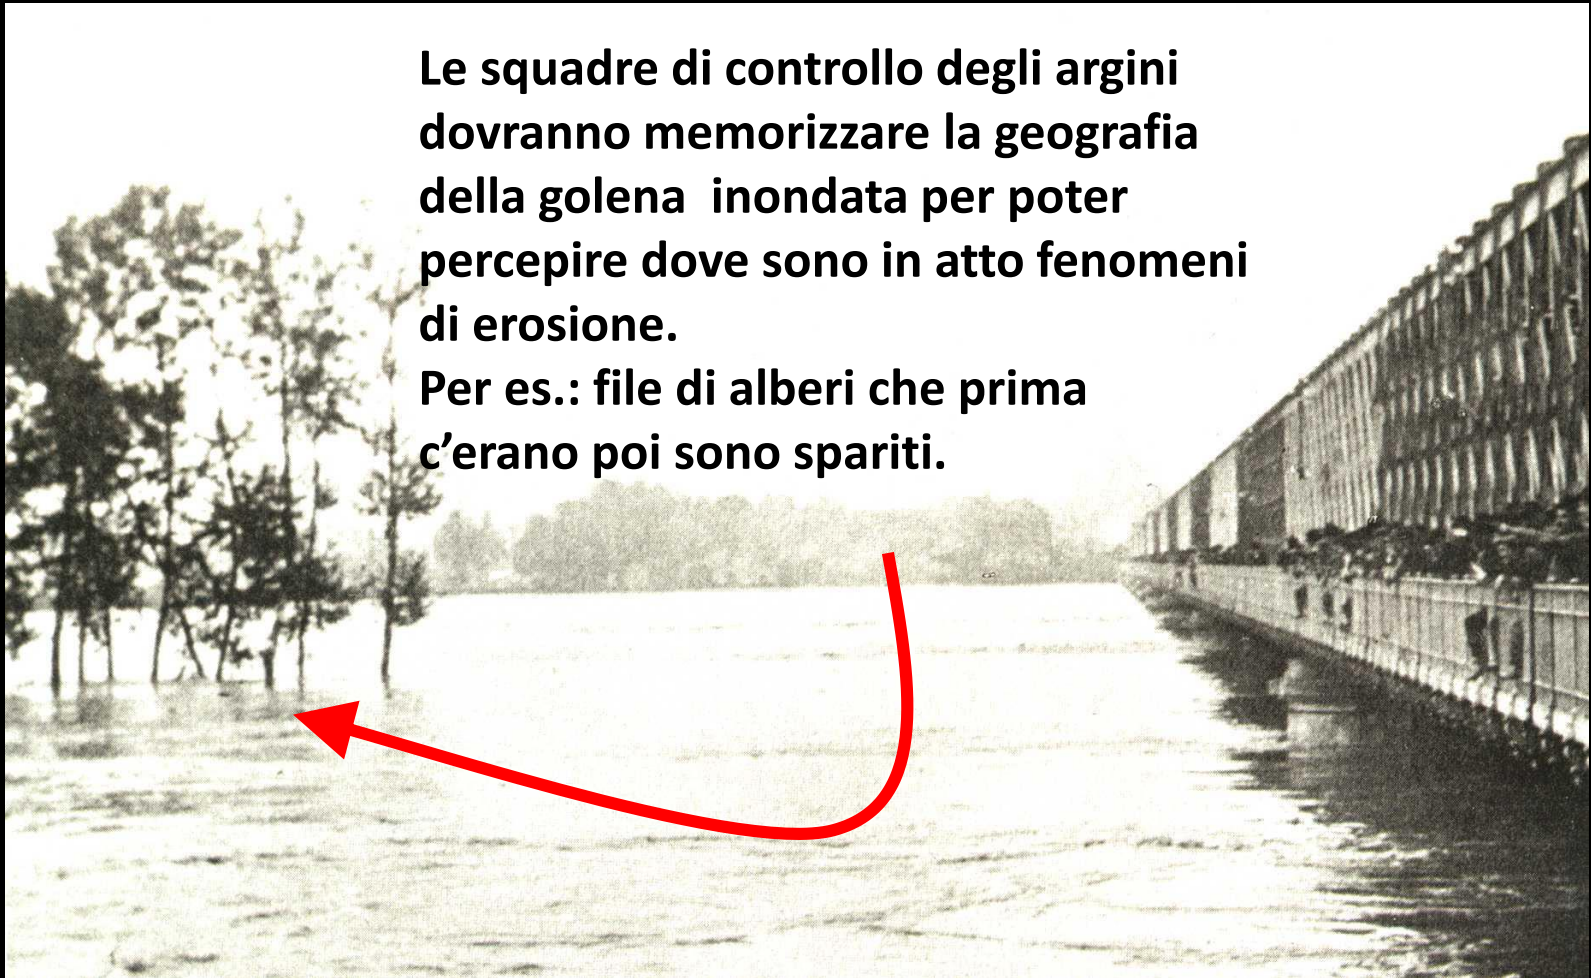 Le squadre di controllo degli argini
dovranno memorizzare la geografia
della golena  inondata per poter
percepire dove sono in atto fenomeni
di erosione.
Per es.: file di alberi che prima
c’erano poi sono spariti.